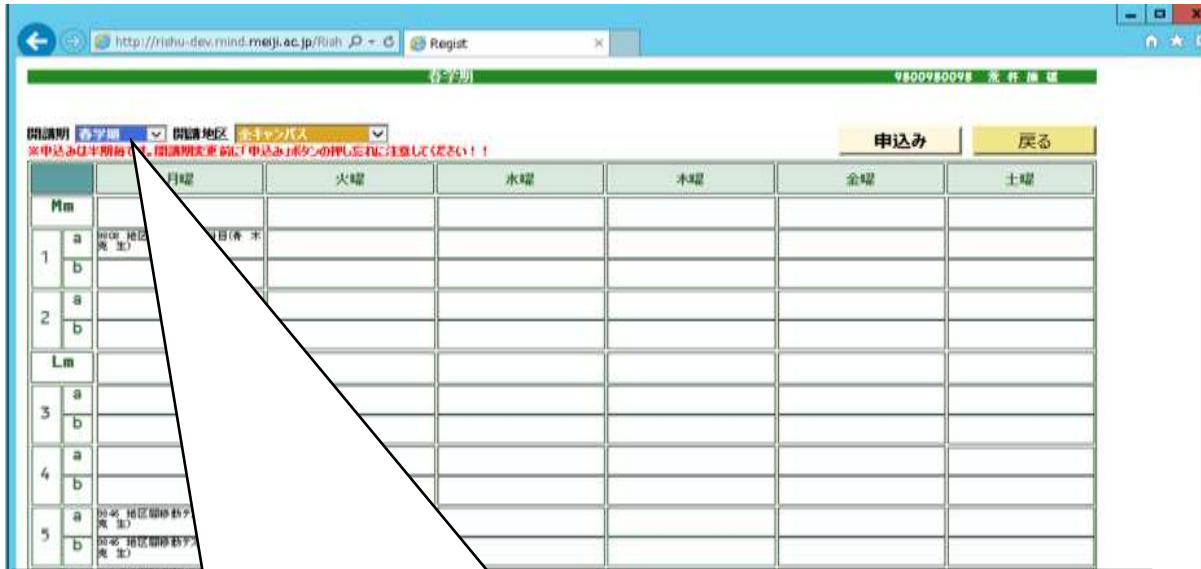 http://rishu-dev.mind.meiji.ac.jp/Rish
Regist
春学期
9800980098
開講期 春学期 開講地区 全キャンパス
申込み 戻る
※申込みは半期毎です。開講期変更前に「申込み」ボタンの押し忘れに注意してください！！
月曜 火曜 水曜 木曜 金曜 土曜
Mm
1 a
b
2 a
b
Lm
3 a
b
4 a
b
5 a
b